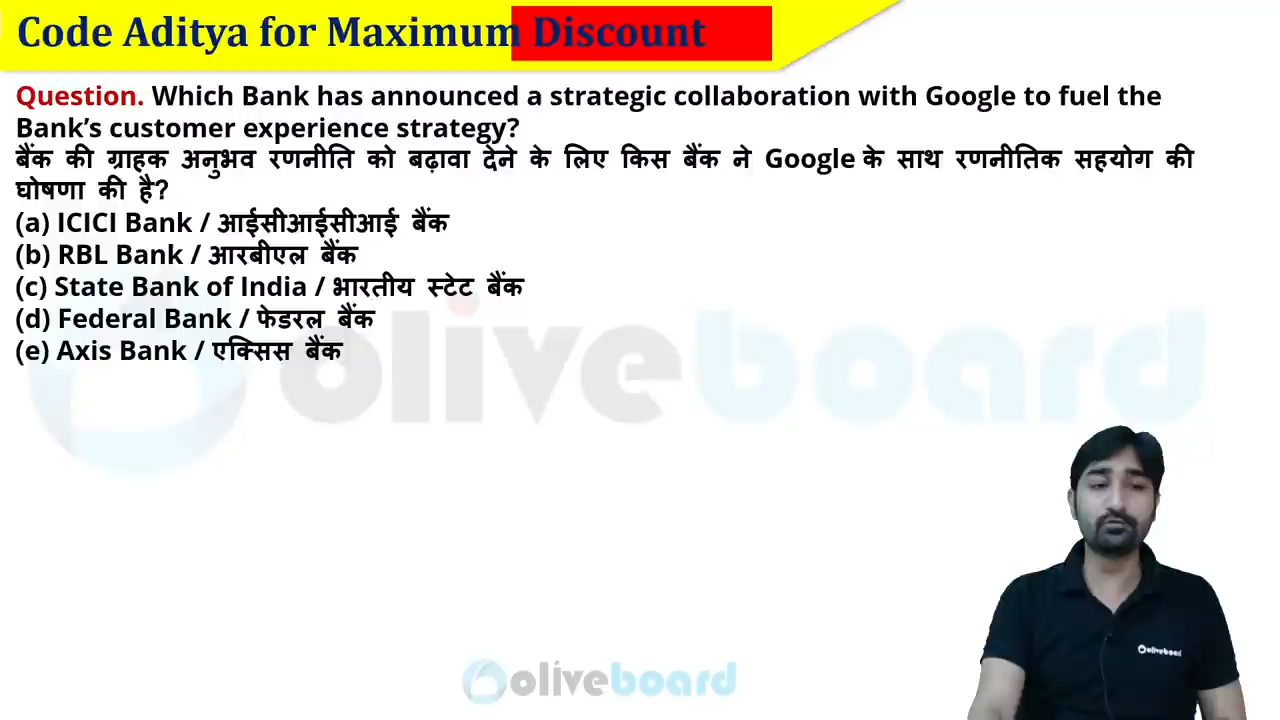 Code Aditya for Maximum Discount
Question. Which Bank has announced a strategic collaboration with Google to fuel the
Bank's customer experience strategy?
बैंक की ग्राहक अनुभव रणनीति को बढ़ावा देने के लिए किस बैंक ने Google के साथ रणनीतिक सहयोग की
घोषणा की है?
(a) ICICI Bank / आईसीआईसीआई बैंक
(b) RBL Bank / आरबीएल बैंक
(c) State Bank of India / भारतीय स्टेट बैंक
(d) Federal Bank / फेडरल बैंक
(e) Axis Bank / एक्सिस बैंक
oliveboard
oliveboard
oliveboard